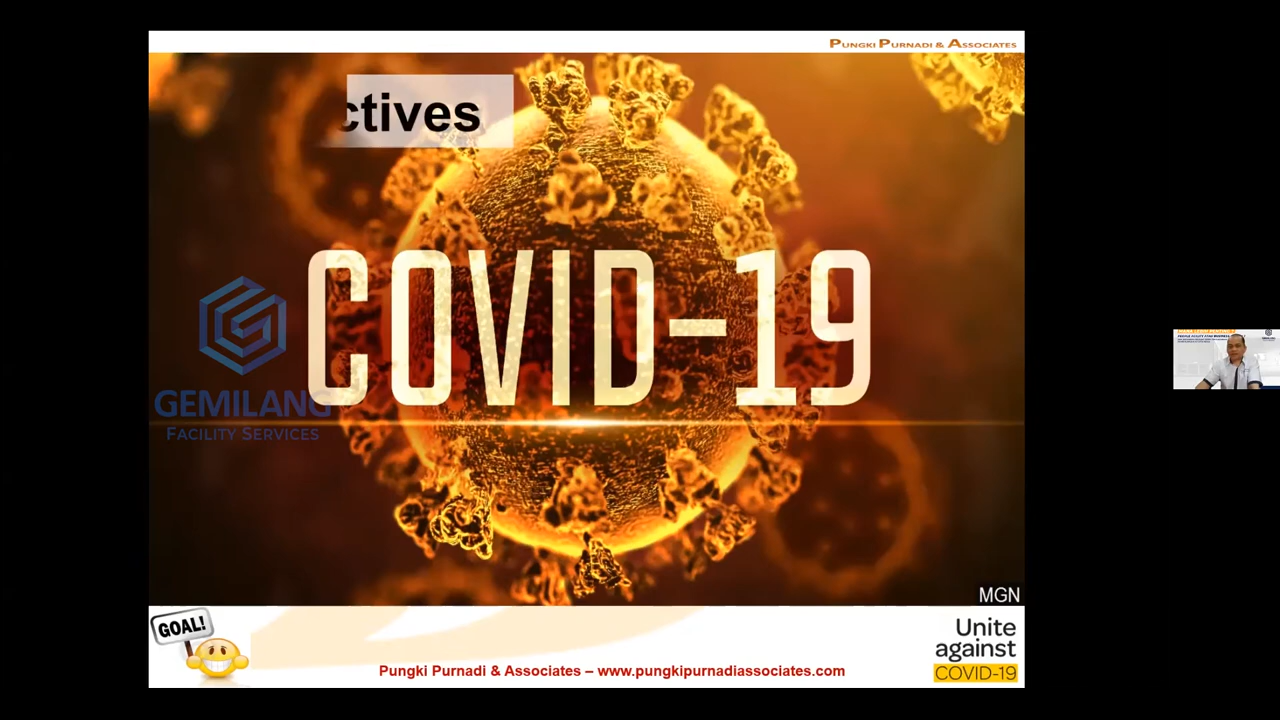 PUNGKI PURNADI & ASSOCIATES
ctives
COVID-19
GEMILANG
FACILITY SERVICES
MGN
GOAL!
Unite
against
COVID-19
Pungki Purnadi & Associates – www.pungkipurnadiassociates.com